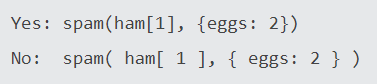 Yes: spam(ham[1], {eggs: 2})
No:  spam( ham[ 1 ], { eggs: 2 } )